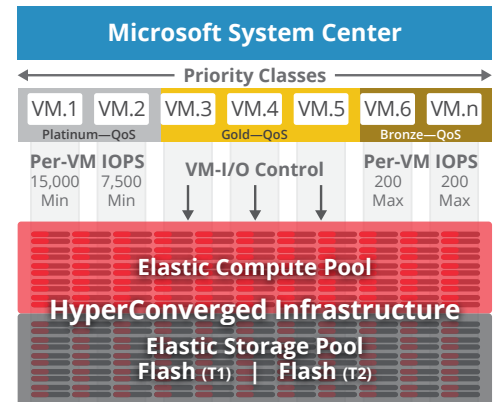 Microsoft System Center
Priority Classes
VM.1 VM.2 VM.3 VM.4 VM.5 VM.6 VM.n
Platinum—QoS Gold—QoS Bronze—QoS
Per-VM IOPS VM-I/O Control Per-VM IOPS
15,000 7,500 200 200
Min Min Max Max
Elastic Compute Pool
HyperConverged Infrastructure
Elastic Storage Pool
Flash (T1) | Flash (T2)